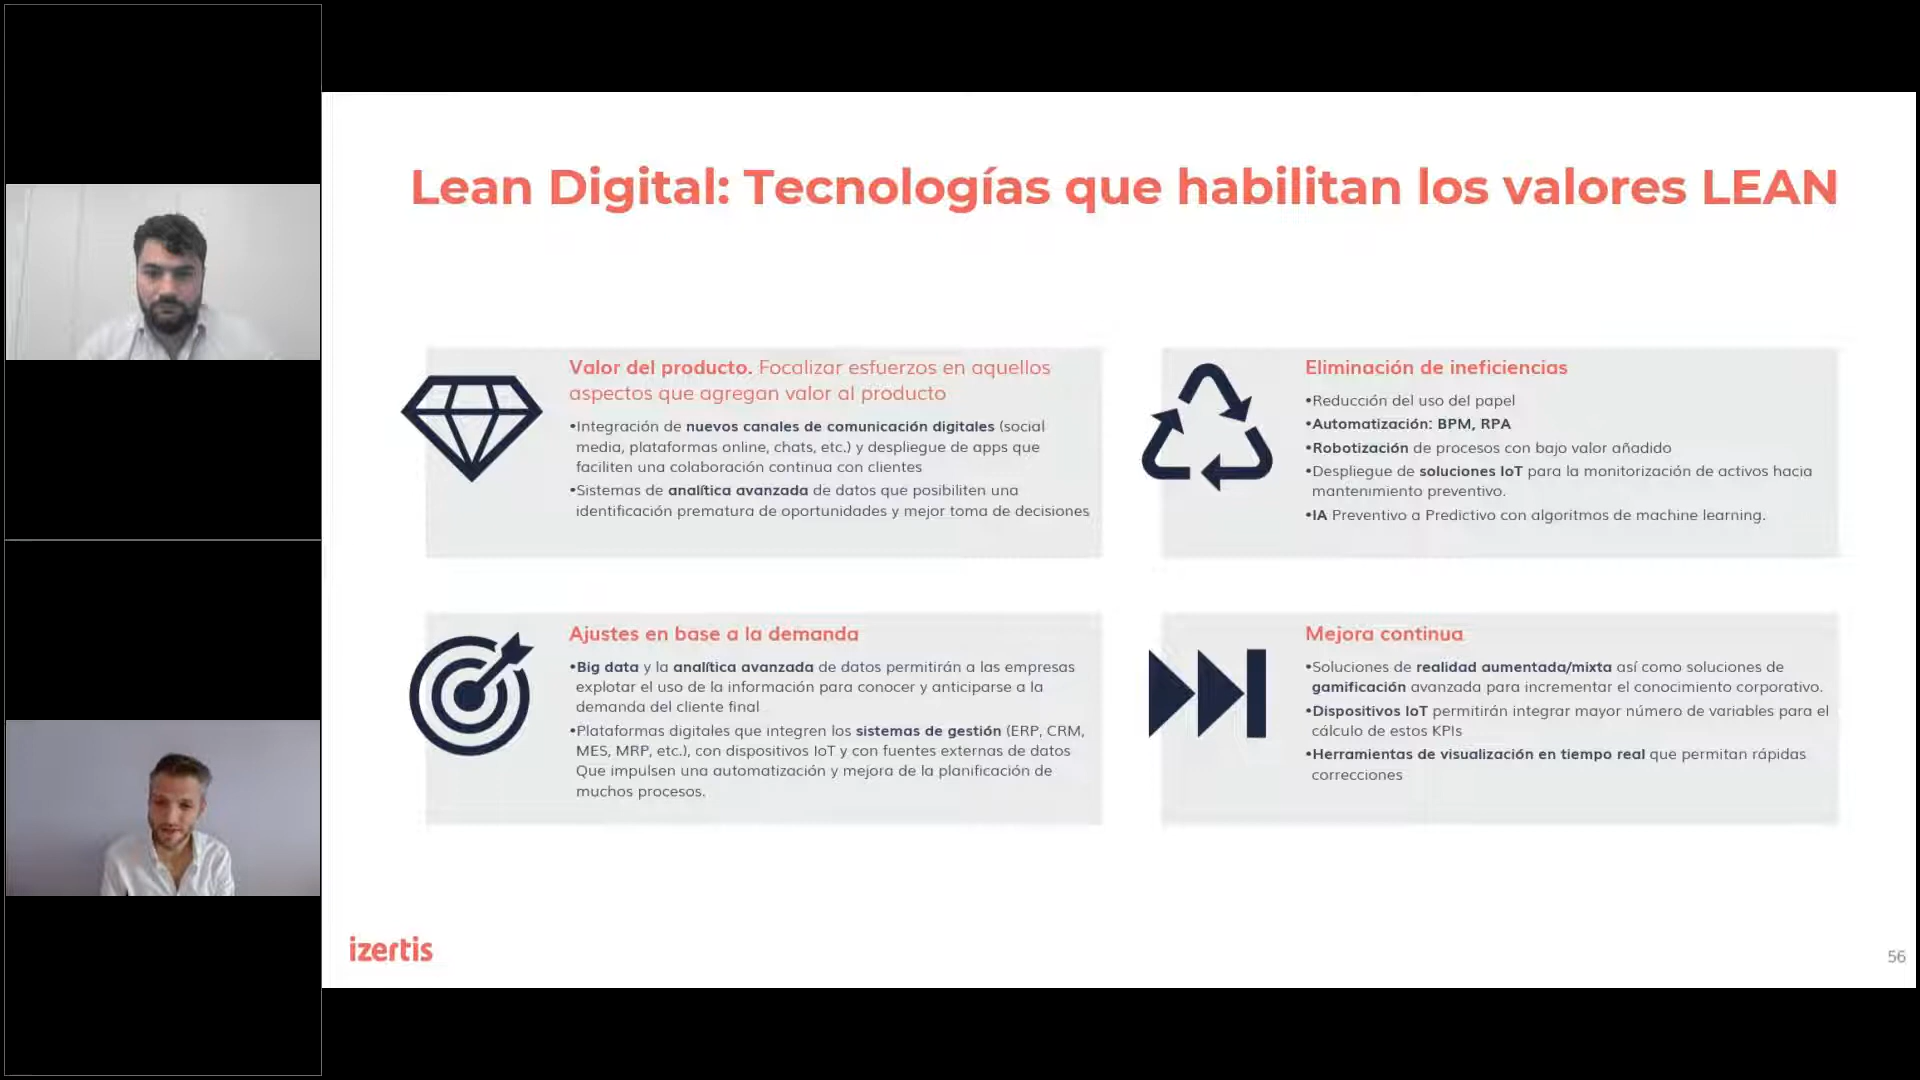 Lean Digital: Tecnologías que habilitan los valores LEAN
Valor del producto. Focalizar esfuerzos en aquellos
aspectos que agregan valor al producto
•Integración de nuevos canales de comunicación digitales (social
media, plataformas online, chats, etc.) y despliegue de apps que
faciliten una colaboración continua con clientes
•Sistemas de analítica avanzada de datos que posibiliten una
identificación prematura de oportunidades y mejor toma de decisiones
Eliminación de ineficiencias
•Reducción del uso del papel
•Automatización: BPM, RPA
•Robotización de procesos con bajo valor añadido
•Despliegue de soluciones IoT para la monitorización de activos hacia
mantenimiento preventivo.
•IA Preventivo a Predictivo con algoritmos de machine learning.
Ajustes en base a la demanda
•Big data y la analítica avanzada de datos permitirán a las empresas
explotar el uso de la información para conocer y anticiparse a la
demanda del cliente final
•Plataformas digitales que integren los sistemas de gestión (ERP, CRM,
MES, MRP, etc.), con dispositivos IoT y con fuentes externas de datos
Que impulsen una automatización y mejora de la planificación de
muchos procesos.
Mejora continua
•Soluciones de realidad aumentada/mixta así como soluciones de
gamificación avanzada para incrementar el conocimiento corporativo.
•Dispositivos IoT permitirán integrar mayor número de variables para el
cálculo de estos KPIs
•Herramientas de visualización en tiempo real que permitan rápidas
correcciones
izertis
56